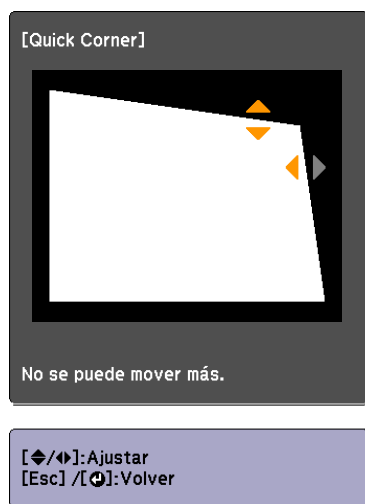 [Quick Corner]
No se puede mover más.
[◆/◆]:Ajustar
[Esc] /[↵]:Volver